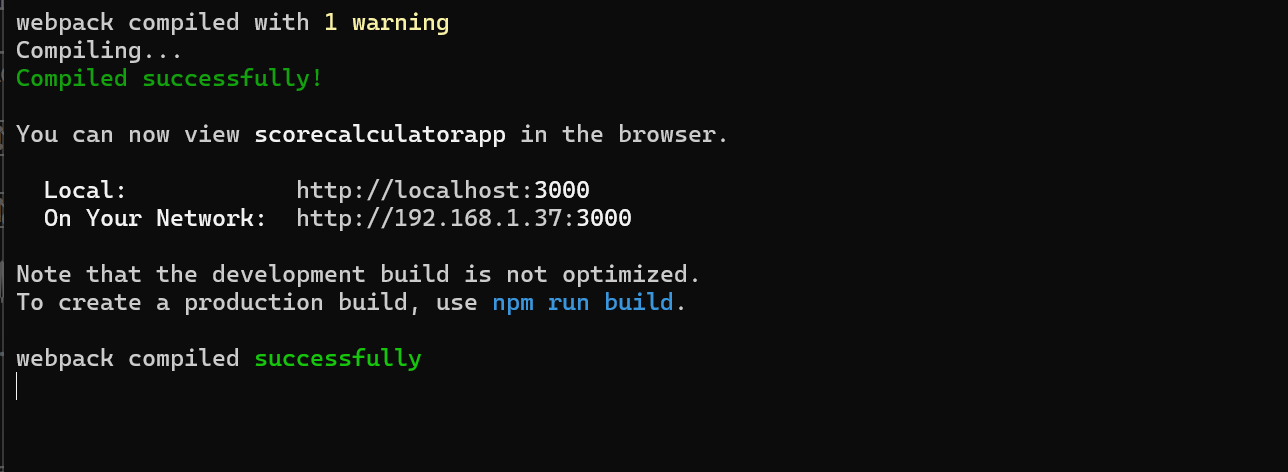 webpack compiled with 1 warning
Compiling...
Compiled successfully!
You can now view scorecalculatorapp in the browser.
Local: http://localhost:3000
On Your Network: http://192.168.1.37:3000
Note that the development build is not optimized.
To create a production build, use npm run build.
webpack compiled successfully